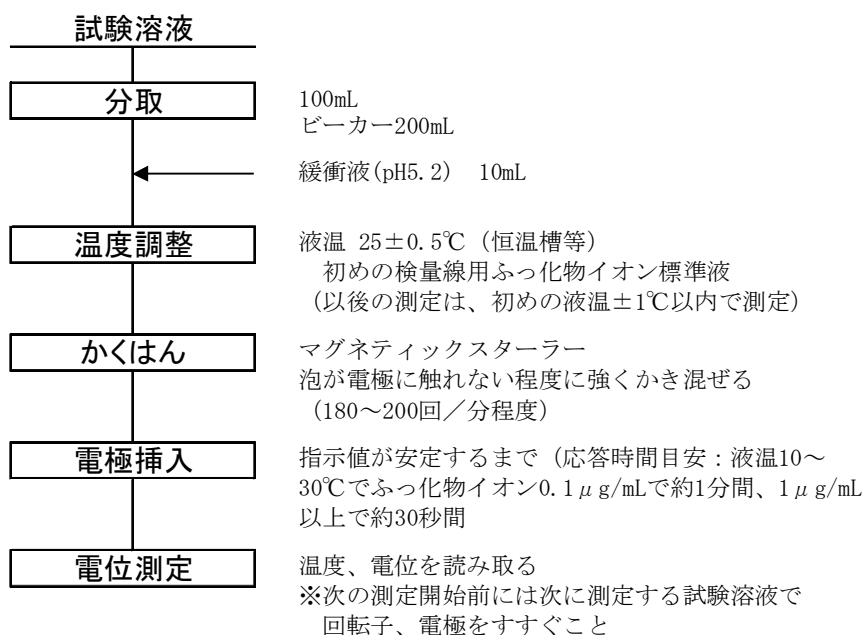 試験溶液
分取
100mL
ビーカー200mL
緩衝液(pH5.2) 10mL
温度調整
液温 25±0.5℃ (恒温槽等)
初めの検量線用ふっ化物イオン標準液
(以後の測定は、初めの液温±1℃以内で測定)
かくはん
マグネティックスターラー
泡が電極に触れない程度に強くかき混ぜる
(180～200回／分程度)
電極挿入
指示値が安定するまで (応答時間目安：液温10～
30℃でふっ化物イオン0.1μg/mLで約1分間、1μg/mL
以上で約30秒間
電位測定
温度、電位を読み取る
※次の測定開始前には次に測定する試験溶液で
回転子、電極をすすぐこと